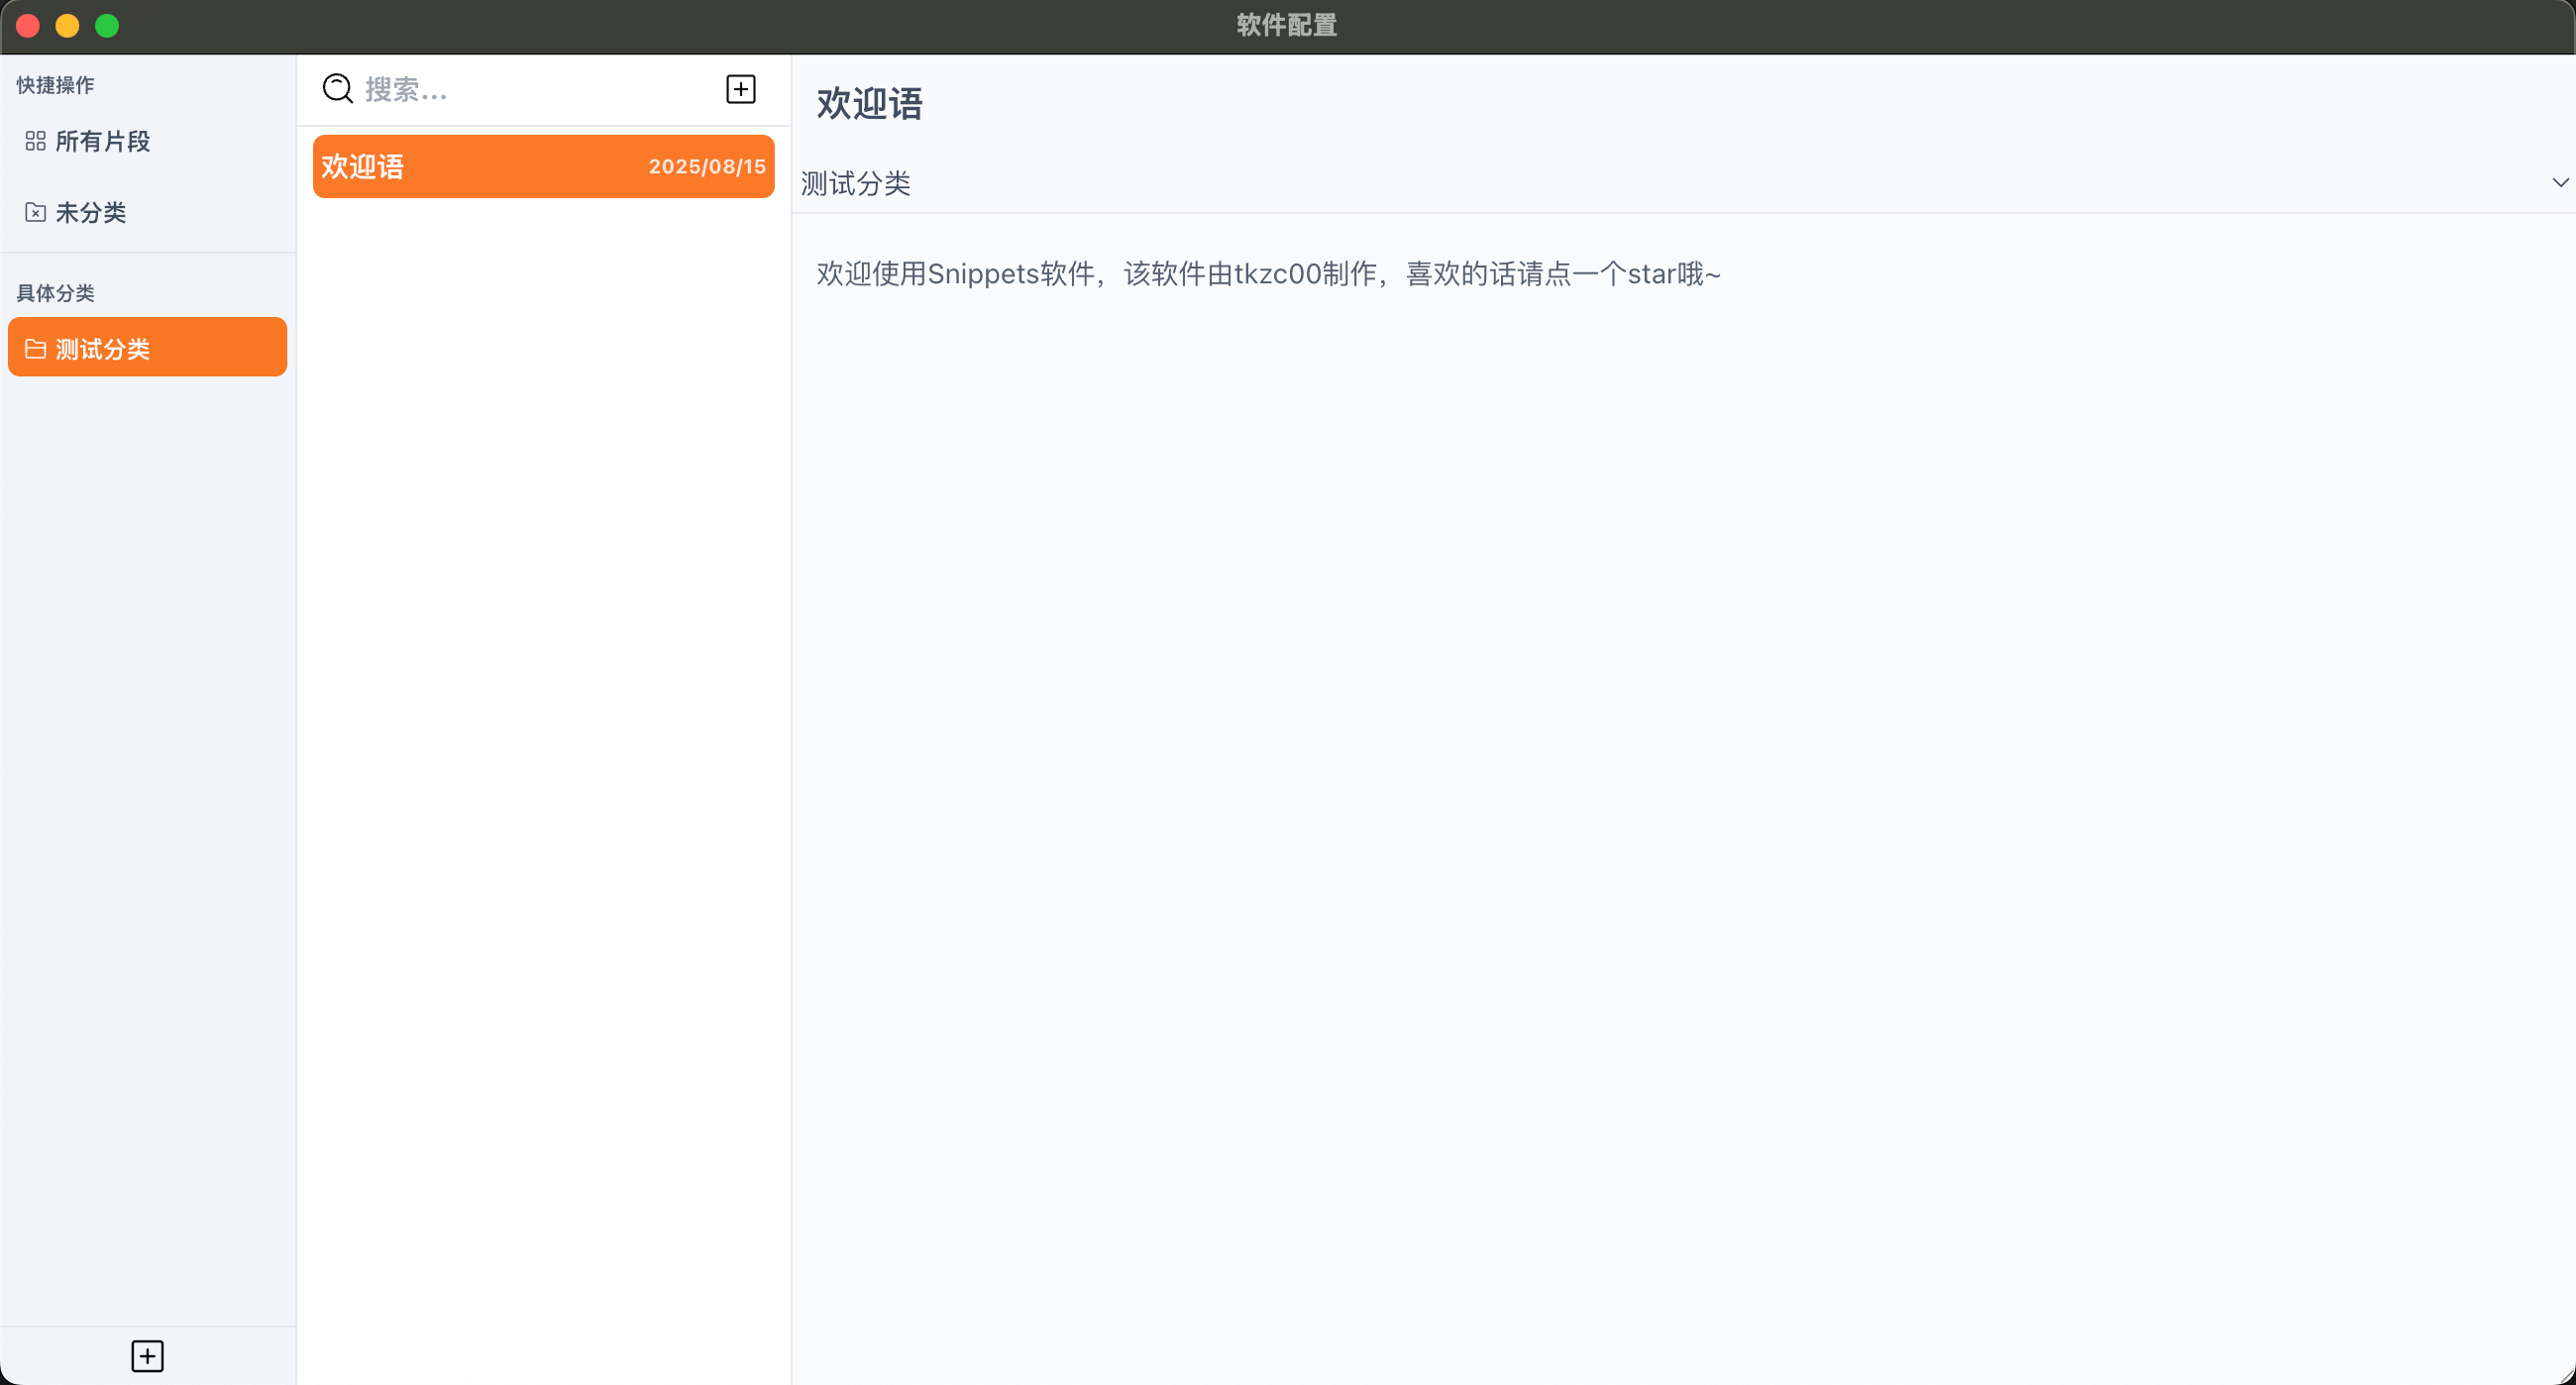 软件配置
快捷操作
所有片段
未分类
具体分类
测试分类
搜索...
欢迎语 2025/08/15
欢迎语
测试分类
欢迎使用Snippets软件，该软件由tkzc00制作，喜欢的话请点一个star哦~